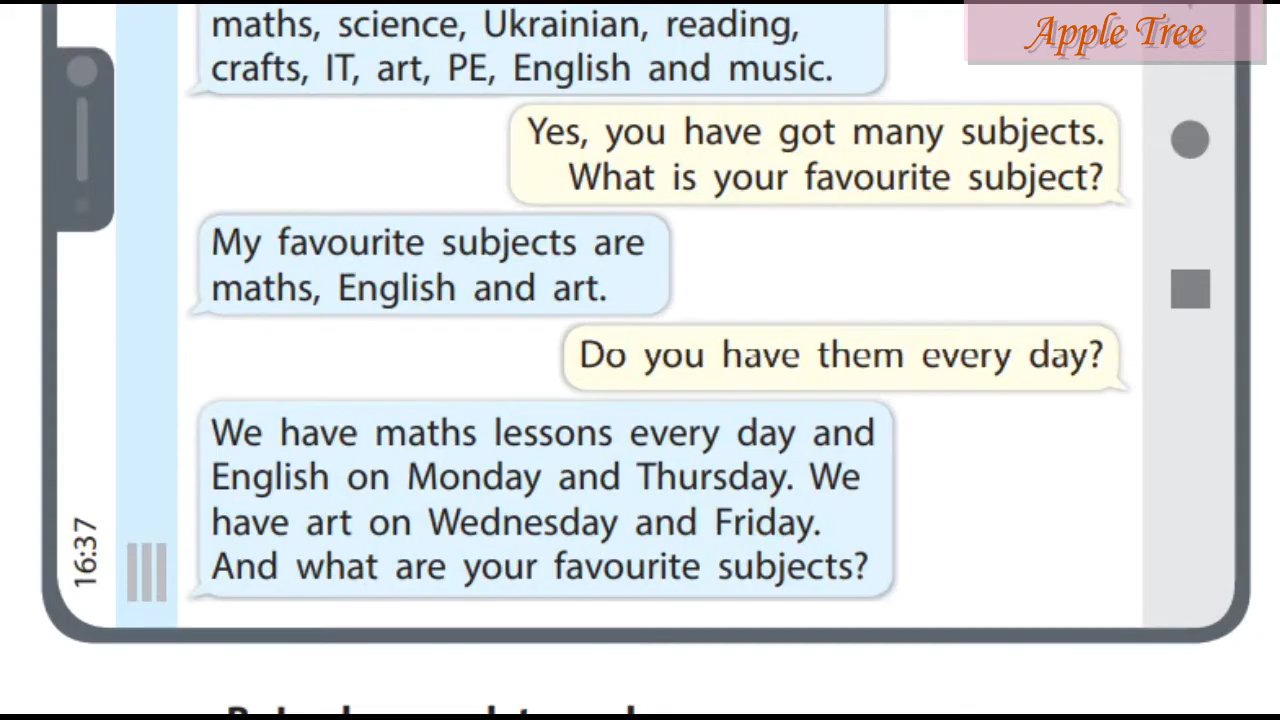 Apple Tree
maths, science, Ukrainian, reading,
crafts, IT, art, PE, English and music.
Yes, you have got many subjects.
What is your favourite subject?
My favourite subjects are
maths, English and art.
Do you have them every day?
We have maths lessons every day and
English on Monday and Thursday. We
have art on Wednesday and Friday.
And what are your favourite subjects?
16:37